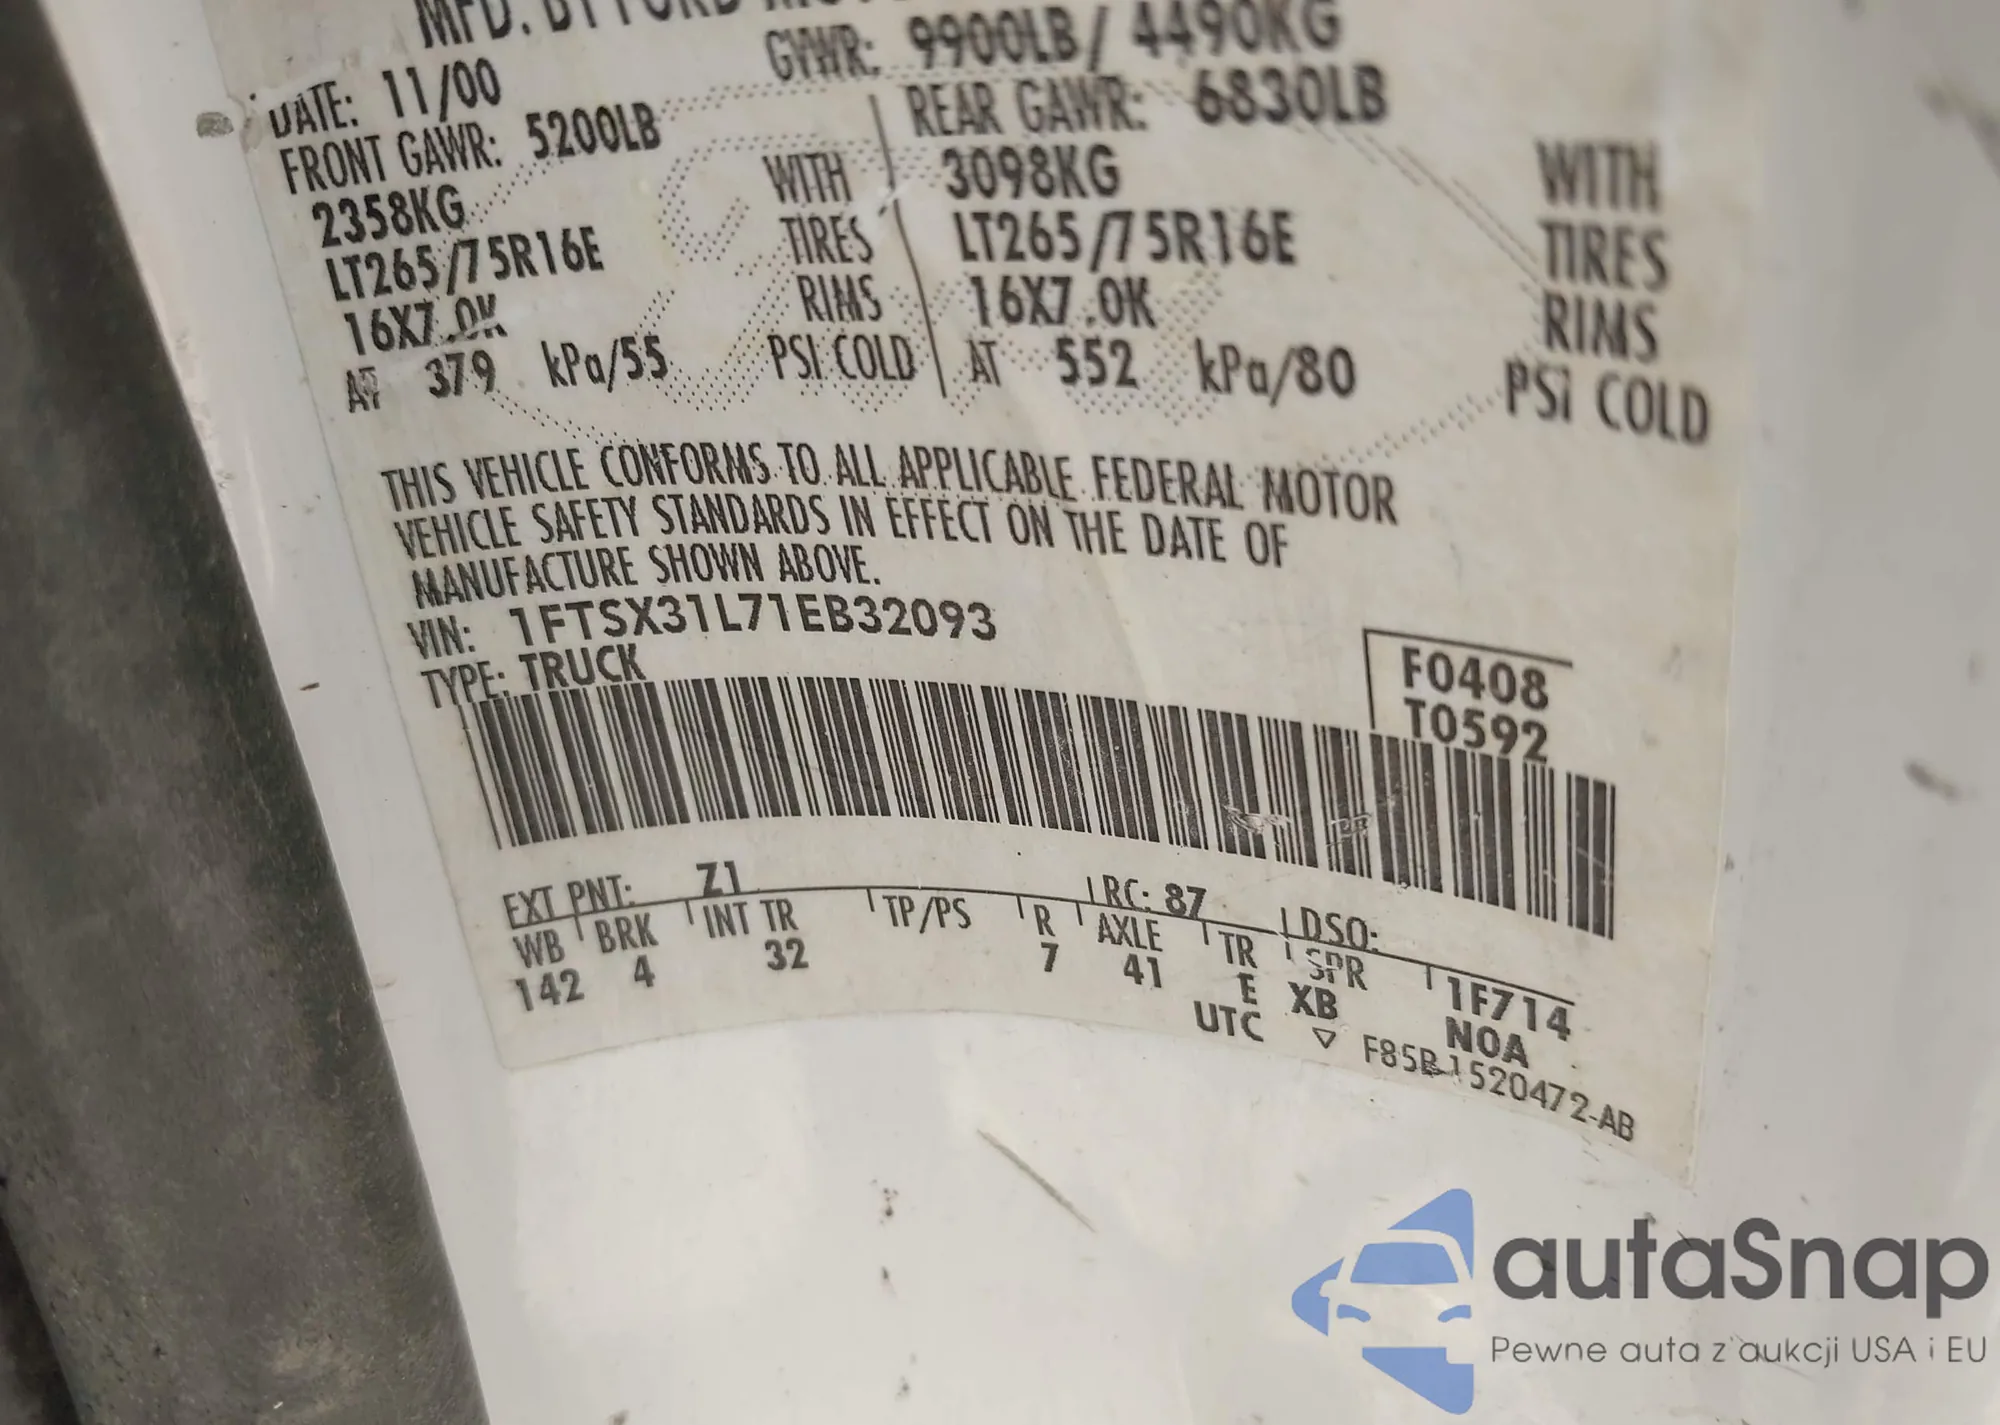 MFD. BY FORD
GVWR: 9900LB/ 4490KG
DATE: 11/00
FRONT GAWR: 5200LB
REAR GAWR: 6830LB
2358KG WITH
3098KG WITH
LT265/75R16E TIRES
LT265/75R16E TIRES
16X7.0K RIMS
16X7.0K RIMS
AT 379 kPa/55 PSI COLD
AT 552 kPa/80 PSi COLD
THIS VEHICLE CONFORMS TO ALL APPLICABLE FEDERAL MOTOR
VEHICLE SAFETY STANDARDS IN EFFECT ON THE DATE OF
MANUFACTURE SHOWN ABOVE.
VIN: 1FTSX31L71EB32093
TYPE: TRUCK
F0408
T0592
EXT PNT: Z1 RC: 87 DSO:
WB BRK INT TR TP/PS R AXLE TR SPR 1F714
142 4 32 7 41 E XB N0A
UTC ▽ F85B-1520472-AB
autaSnap
Pewne auta z aukcji USA i EU